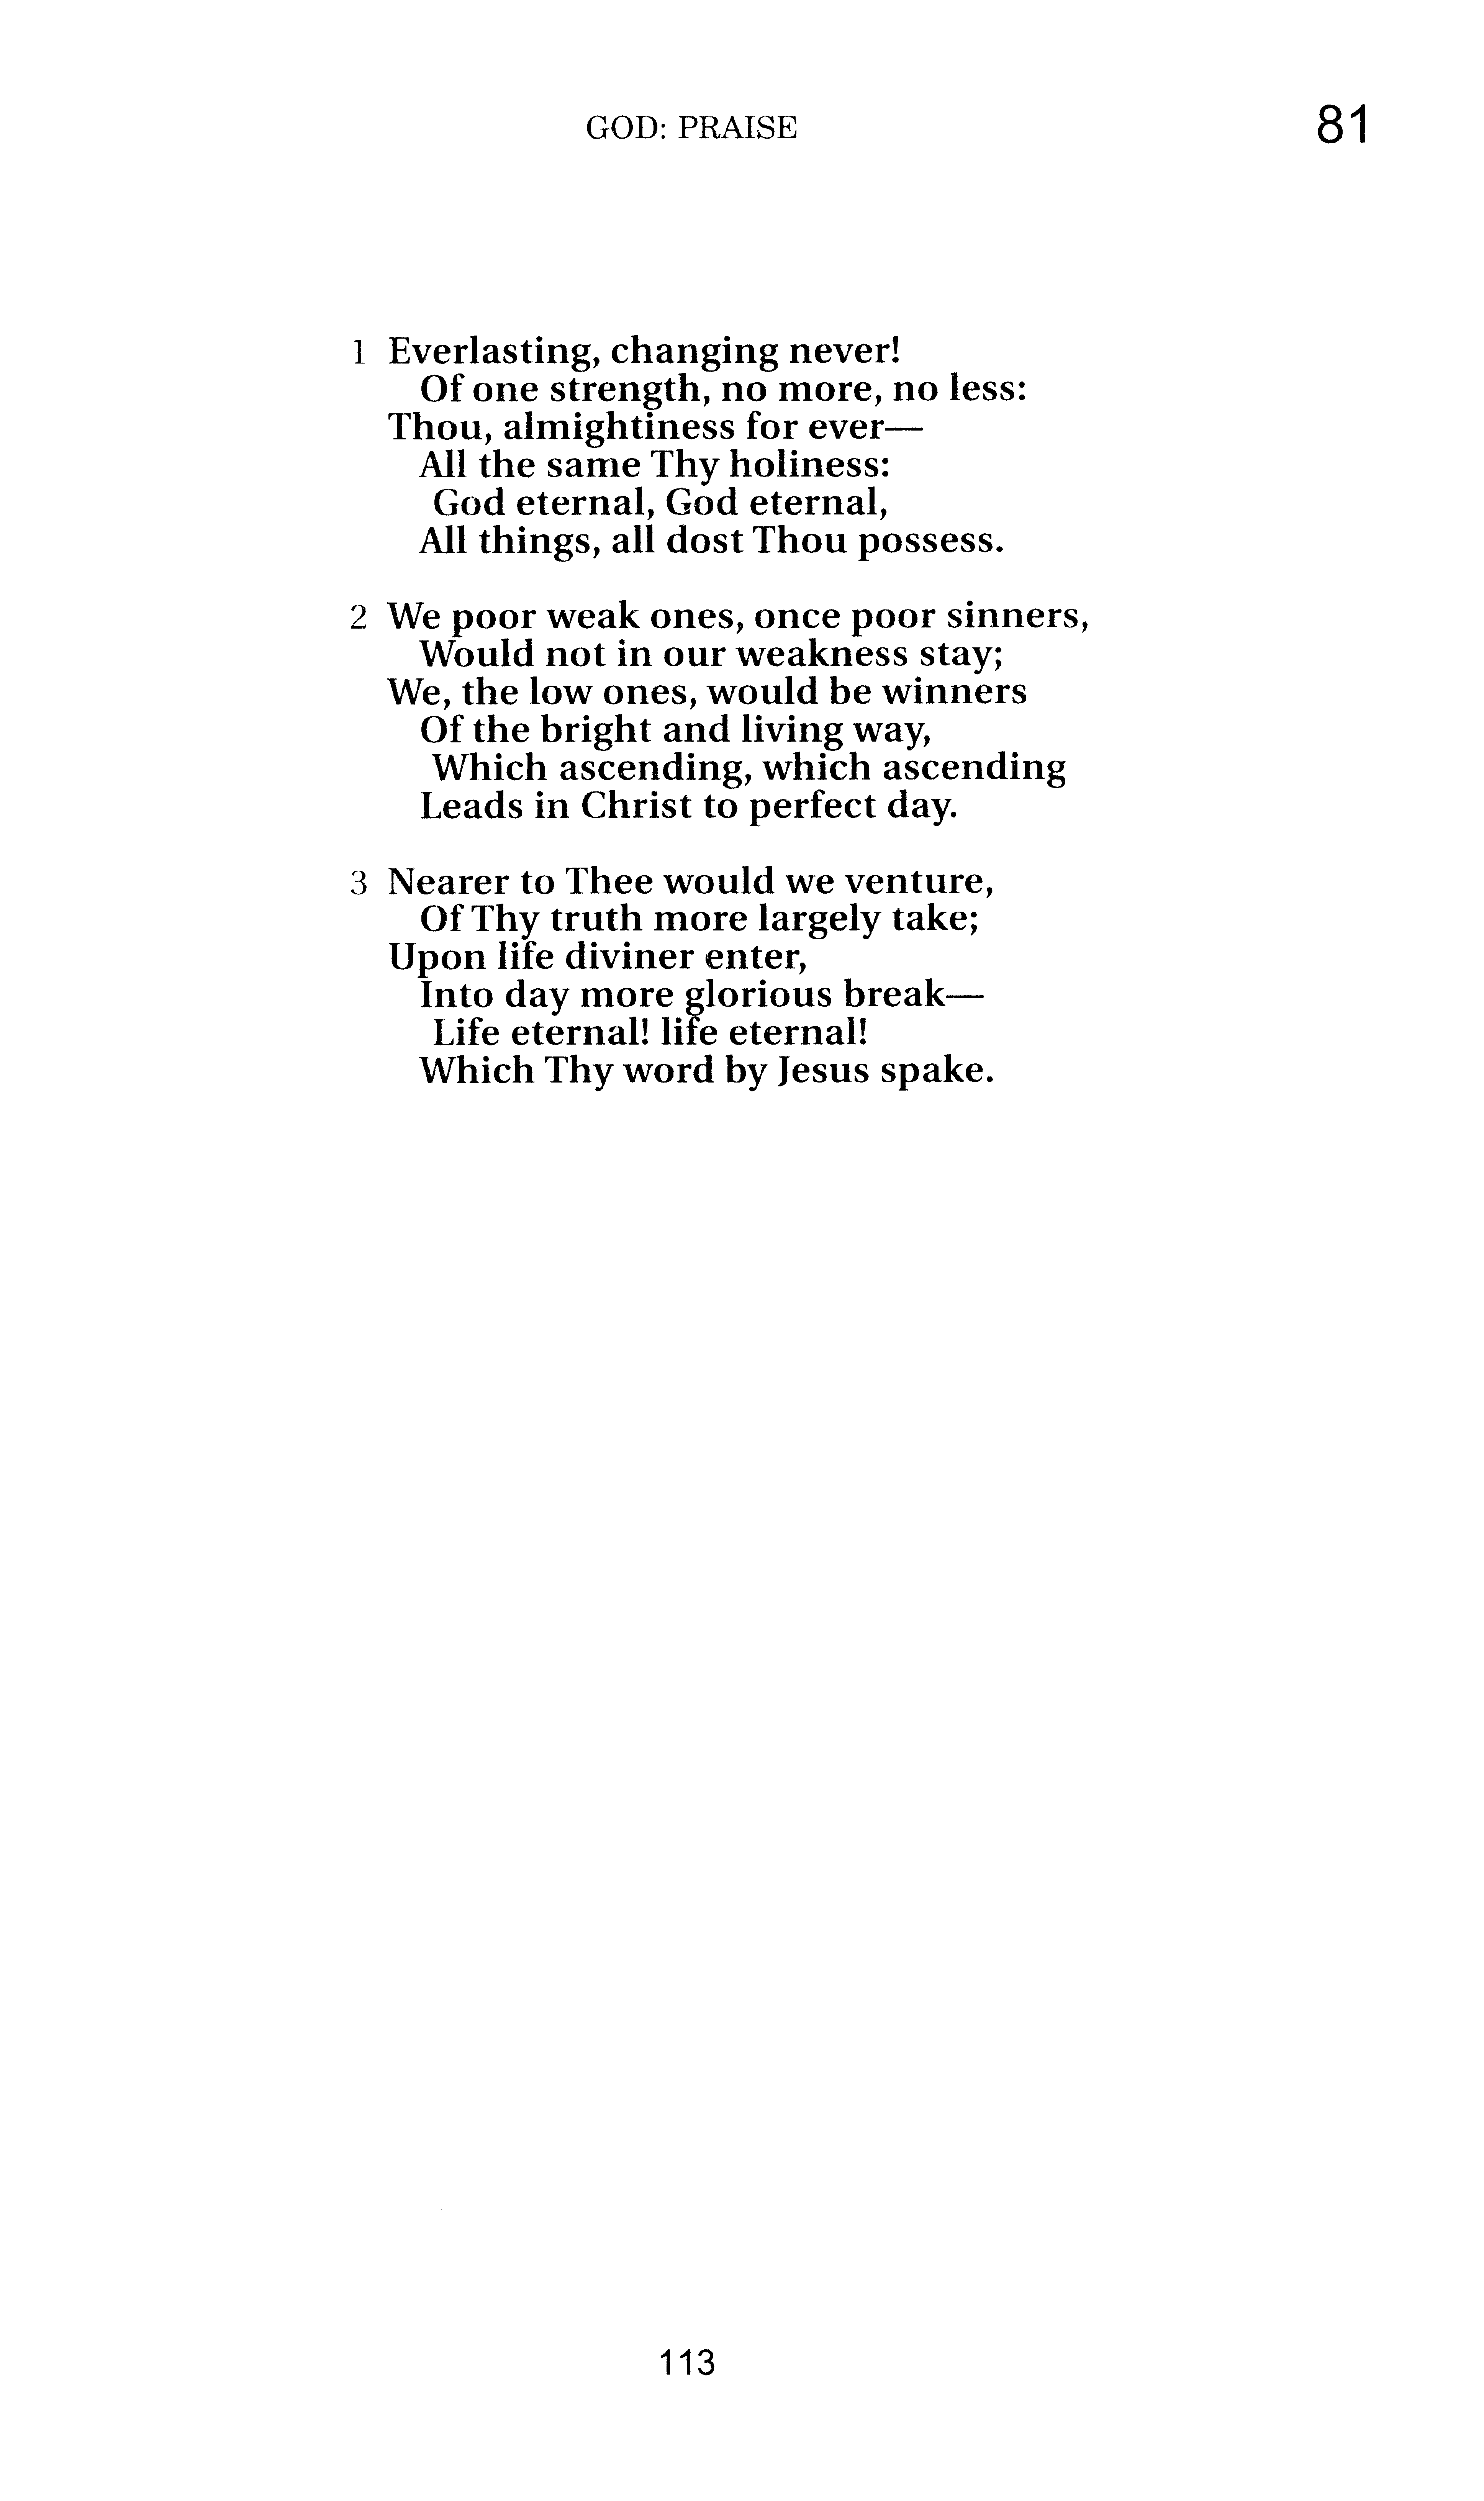 GOD: PRAISE
81
1 Everlasting, changing never!
Of one strength, no more, no less:
Thou, almightiness for ever—
All the same Thy holiness:
God eternal, God eternal,
All things, all dost Thou possess.
2 We poor weak ones, once poor sinners,
Would not in our weakness stay;
We, the low ones, would be winners
Of the bright and living way,
Which ascending, which ascending
Leads in Christ to perfect day.
3 Nearer to Thee would we venture,
Of Thy truth more largely take;
Upon life diviner enter,
Into day more glorious break—
Life eternal! life eternal!
Which Thy word by Jesus spake.
113